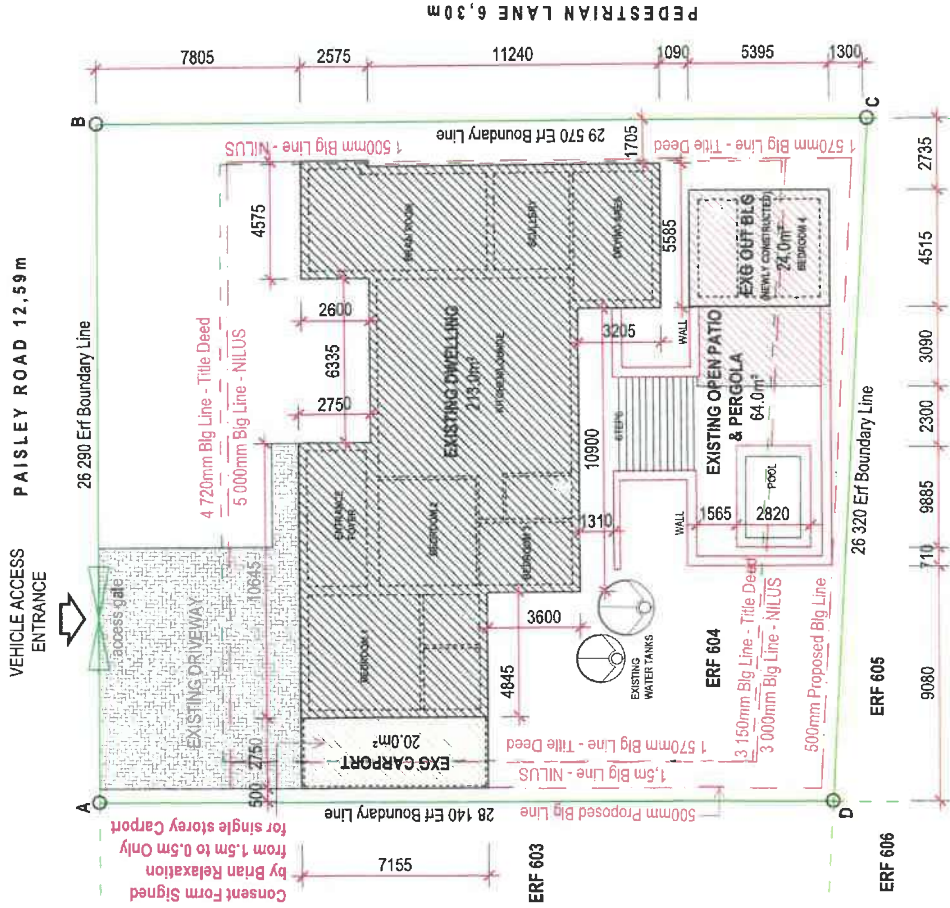 PEDESTRIAN LANE 6,30m
PAISLEY ROAD 12,59m
VEHICLE ACCESS
ENTRANCE
26 290 Erf Boundary Line
A
B
C
D
access gate
EXISTING DRIVEWAY
4 720mm Blg Line - Title Deed
5 000mm Blg Line - NILUS
1 500mm Blg Line - NILUS
29 570 Erf Boundary Line
1 570mm Blg Line - Title Deed
7805
2575
11240
1090
5395
1300
4575
2600
6335
2750
10645
2750
500
1705
5585
3205
10900
1310
3600
4845
7155
1565
2820
BRAAI ROOM
SCULLERY
DINING AREA
EXISTING DWELLING
213.0m²
KITCHEN/LOUNGE
ENTRANCE
FOYER
BEDROOM 2
BEDROOM 1
EXG CARPORT
20.0m²
EXG OUT BLG
(NEWLY CONSTRUCTED)
24.0m²
BEDROOM 4
WALL
STEPS
WALL
EXISTING OPEN PATIO
& PERGOLA
64.0m²
POOL
EXISTING
WATER TANKS
1 570mm Blg Line - Title Deed
1,5m Blg Line - NILUS
500mm Proposed Blg Line
28 140 Erf Boundary Line
Consent Form Signed
by Brian Relaxation
from 1.5m to 0.5m Only
for single storey Carport
ERF 603
ERF 604
3 150mm Blg Line - Title Deed
3 000mm Blg Line - NILUS
500mm Proposed Blg Line
26 320 Erf Boundary Line
ERF 605
ERF 606
9080
710
9885
2300
3090
4515
2735